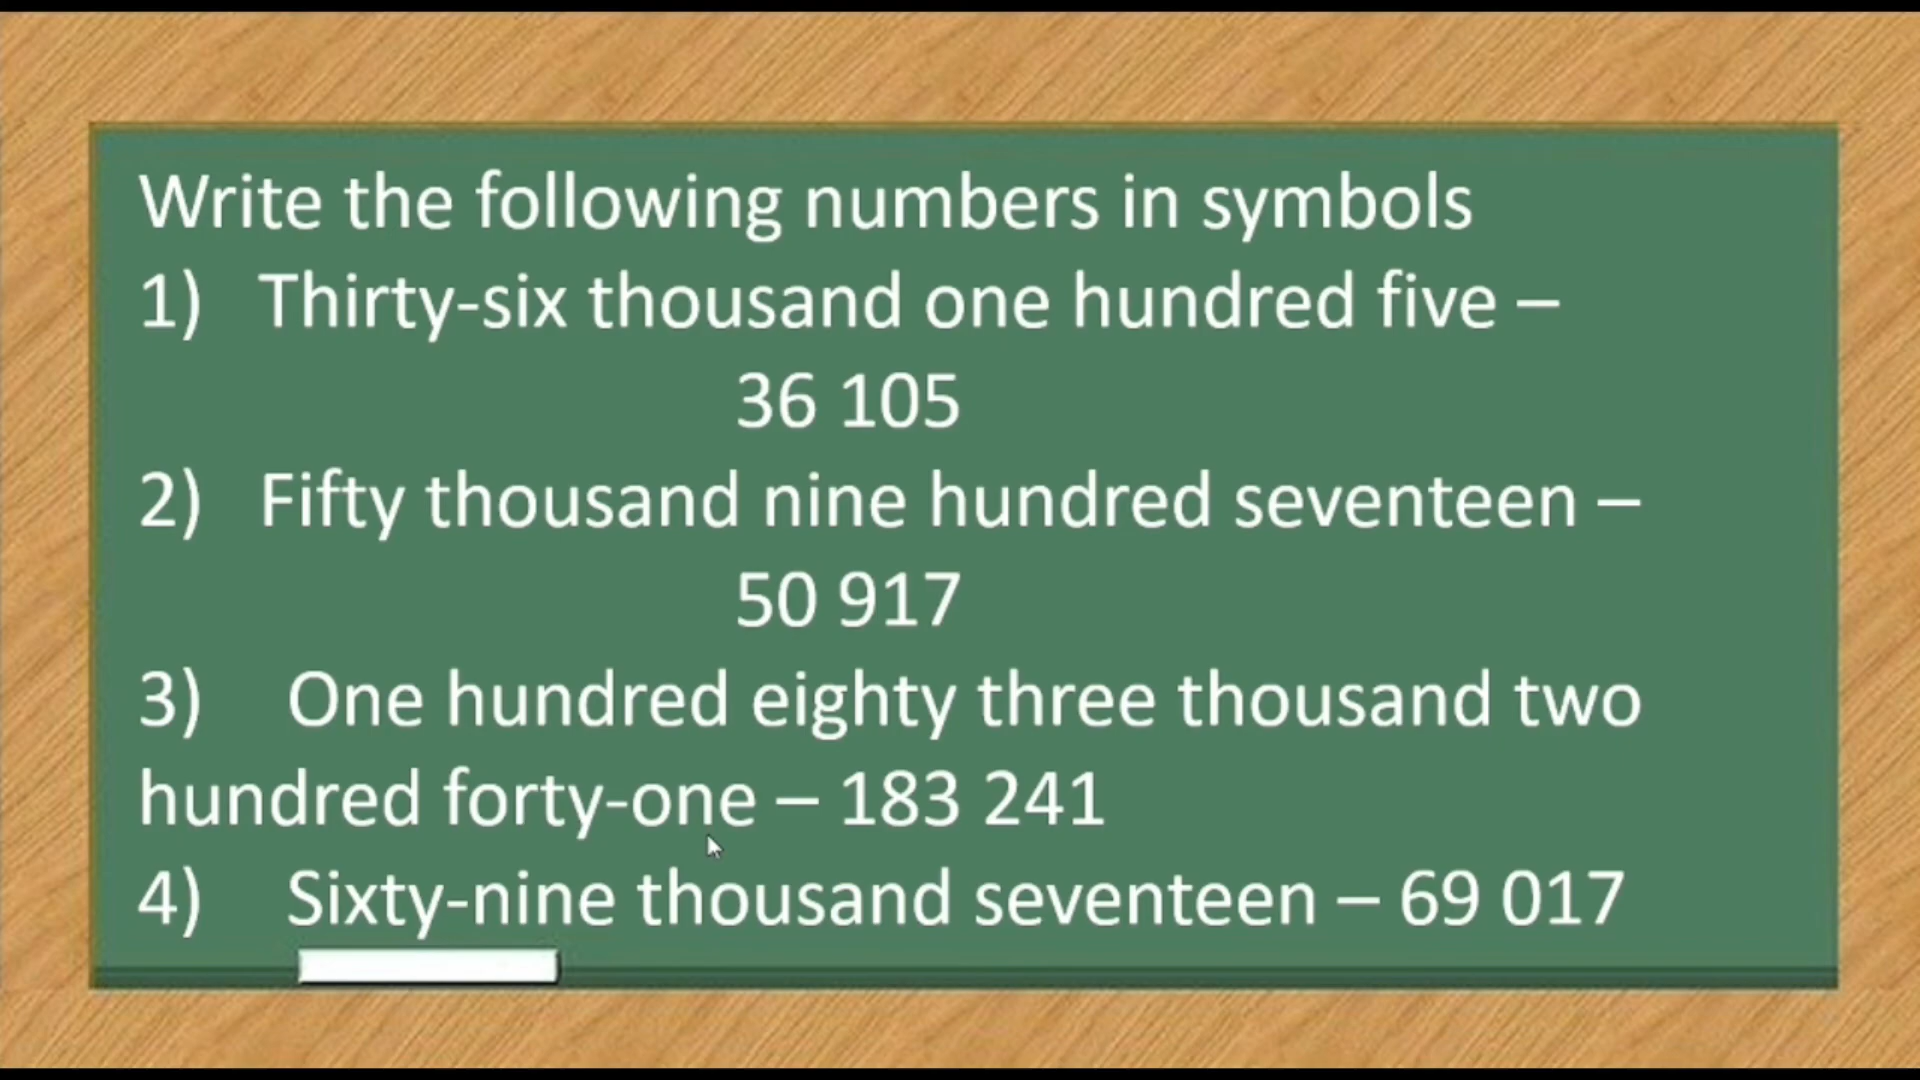 Write the following numbers in symbols
1) Thirty-six thousand one hundred five –
36 105
2) Fifty thousand nine hundred seventeen –
50 917
3) One hundred eighty three thousand two
hundred forty-one – 183 241
4) Sixty-nine thousand seventeen – 69 017